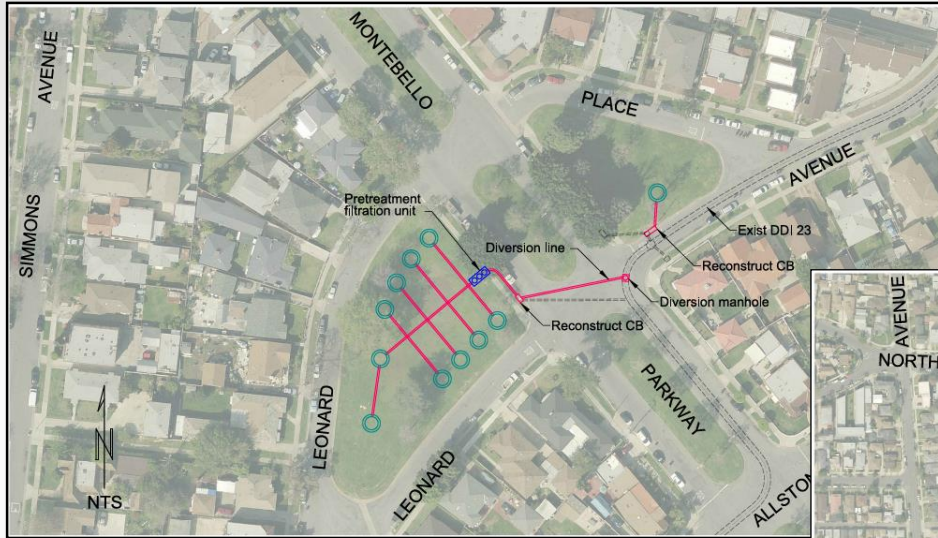 AVENUE
SIMMONS
MONTEBELLO
PLACE
AVENUE
Pretreatment
filtration unit
Diversion line
Exist DDI 23
Reconstruct CB
Diversion manhole
Reconstruct CB
LEONARD
LEONARD
PARKWAY
ALLSTON
N
NTS
AVENUE
NORTH